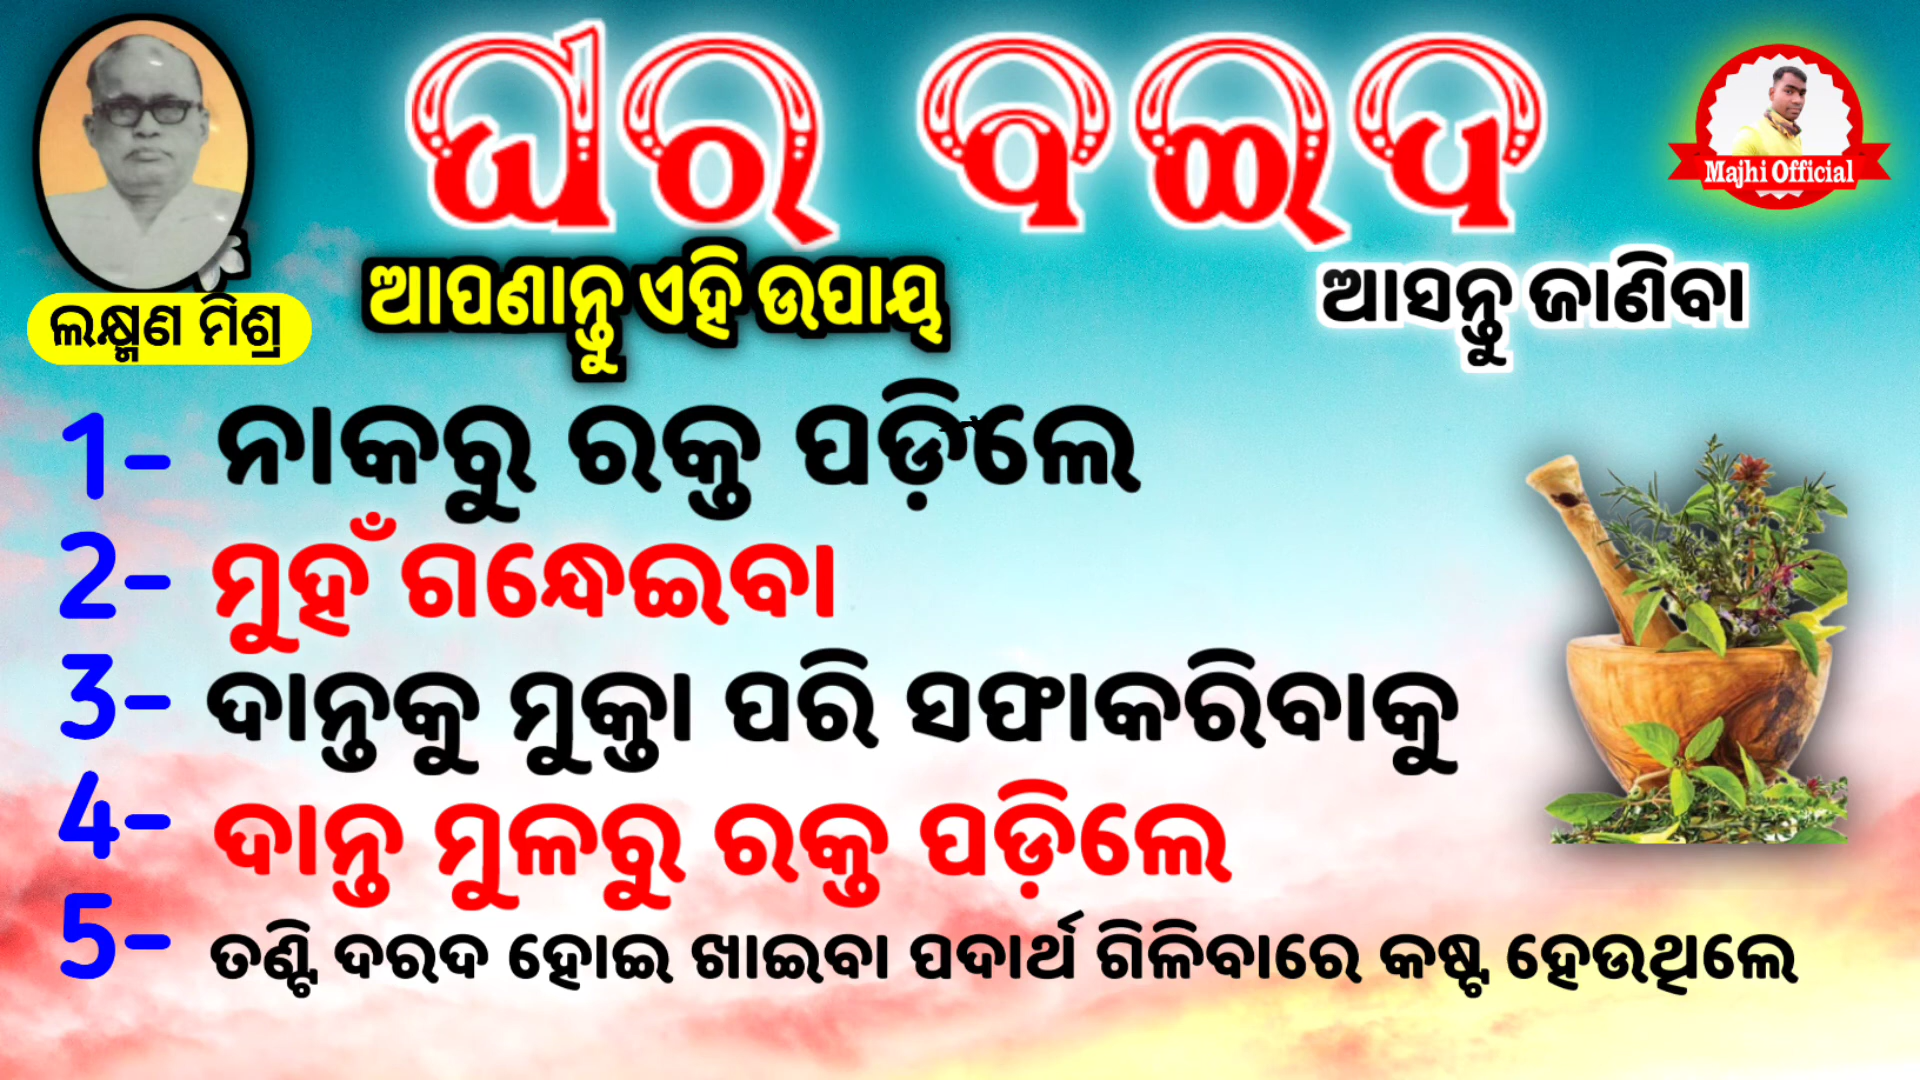 ଘର ବଇଦ
Majhi Official
ଆପଣାନ୍ତୁ ଏହି ଉପାୟ
ଆସନ୍ତୁ ଜାଣିବା
ଲକ୍ଷ୍ମଣ ମିଶ୍ର
1- ନାକରୁ ରକ୍ତ ପଡ଼ିଲେ
2- ମୁହଁ ଗନ୍ଧେଇବା
3- ଦାନ୍ତକୁ ମୁକ୍ତା ପରି ସଫାକରିବାକୁ
4- ଦାନ୍ତ ମୁଳରୁ ରକ୍ତ ପଡ଼ିଲେ
5- ତଣ୍ଟି ଦରଦ ହୋଇ ଖାଇବା ପଦାର୍ଥ ଗିଳିବାରେ କଷ୍ଟ ହେଉଥିଲେ